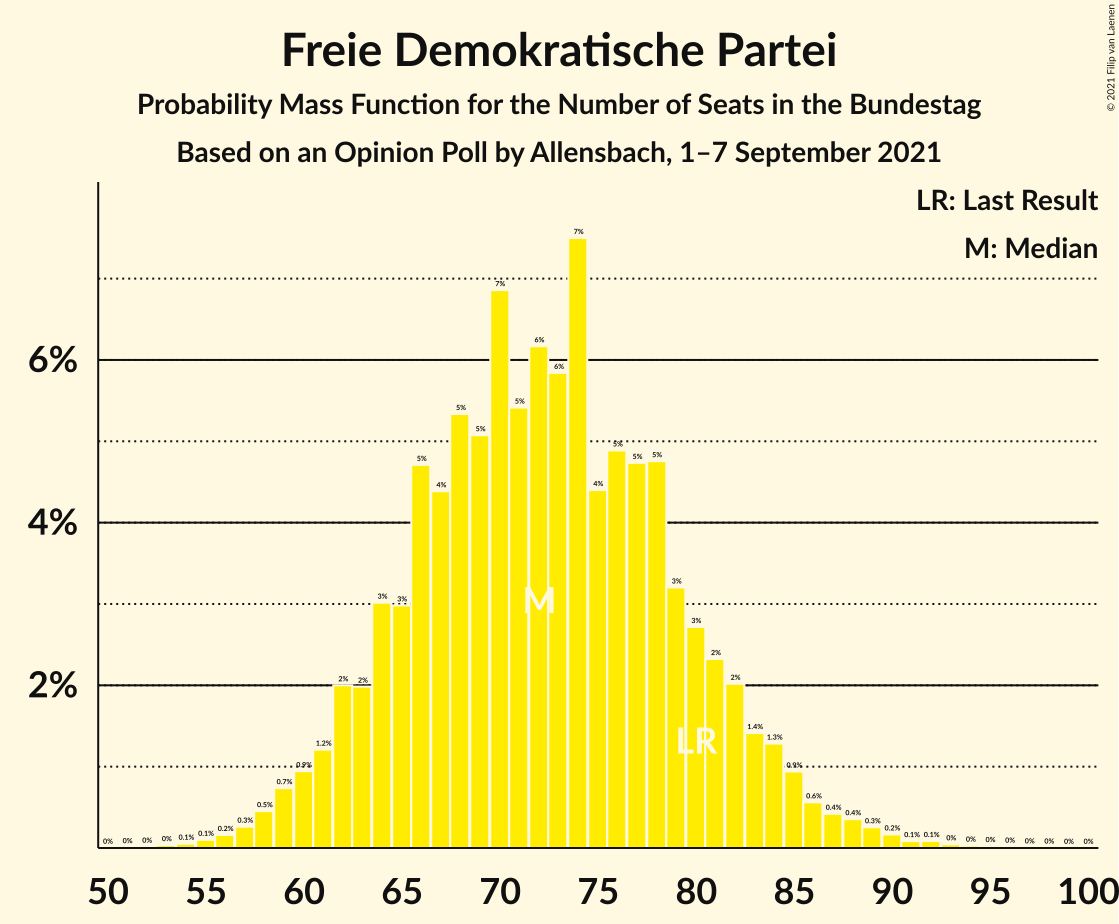 Freie Demokratische Partei
Probability Mass Function for the Number of Seats in the Bundestag
Based on an Opinion Poll by Allensbach, 1–7 September 2021
© 2021 Filip van Laenen
LR: Last Result
M: Median
6%
4%
2%
0% 0% 0% 0% 0.1% 0.1% 0.2% 0.3% 0.5% 0.7% 0.9% 1.2% 2% 2% 3% 3% 5% 4% 5% 5% 7% 5% 6% 6% 7% 4% 5% 5% 5% 3% 3% 2% 2% 1.4% 1.3% 0.9% 0.6% 0.4% 0.4% 0.3% 0.2% 0.1% 0.1% 0% 0% 0% 0% 0% 0% 0% 0%
M
LR
50 55 60 65 70 75 80 85 90 95 100